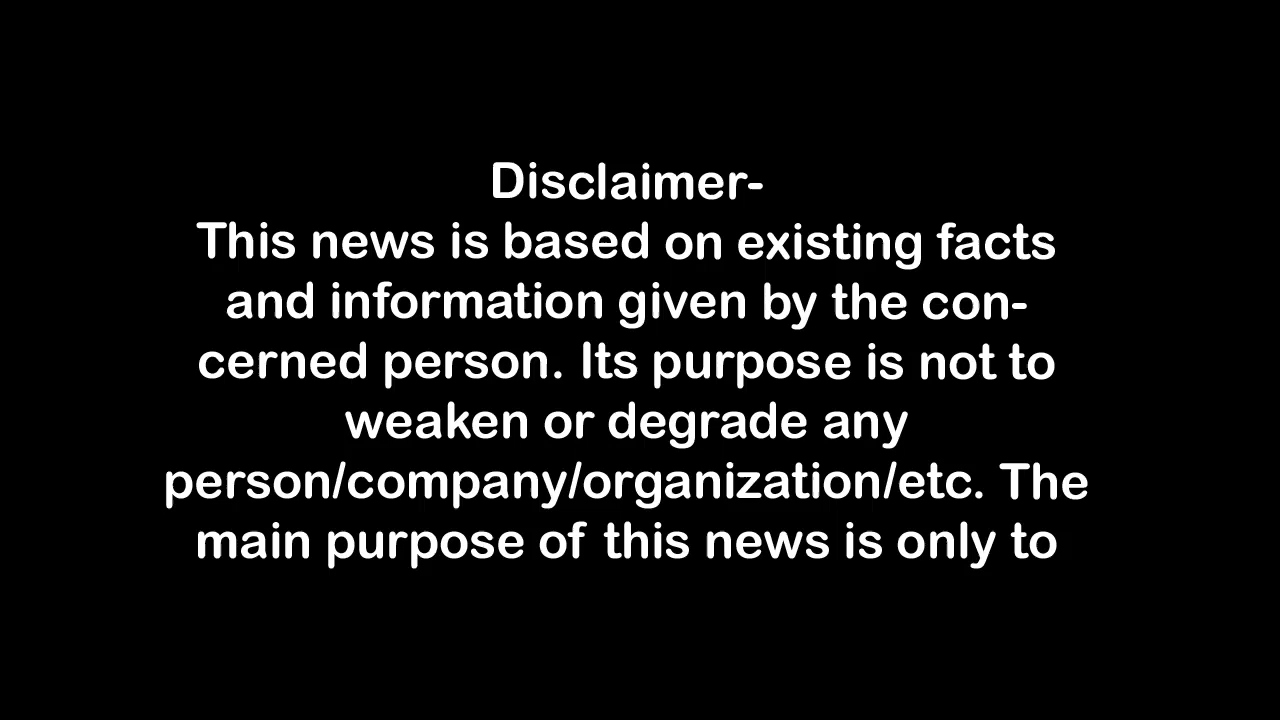 Disclaimer-
This news is based on existing facts
and information given by the con-
cerned person. Its purpose is not to
weaken or degrade any
person/company/organization/etc. The
main purpose of this news is only to